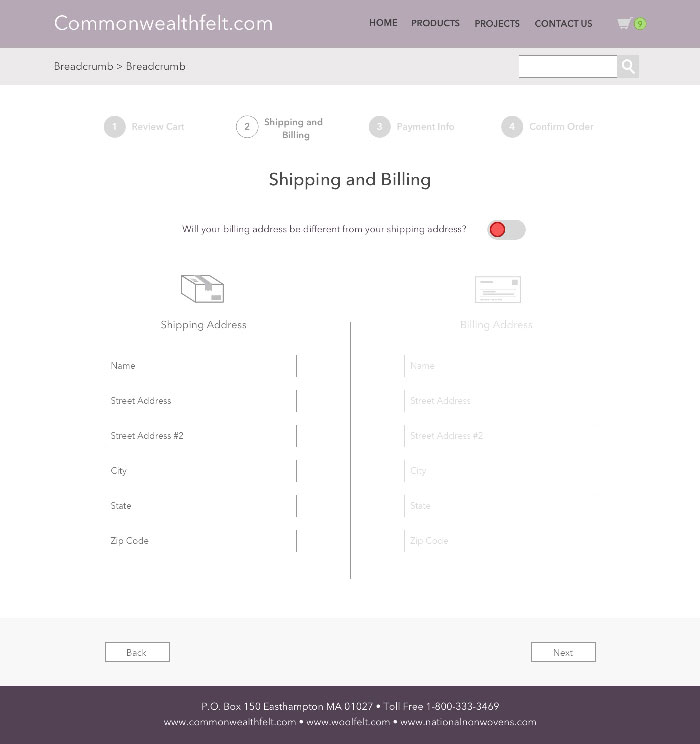 Commonwealthfelt.com
HOME PRODUCTS PROJECTS CONTACT US 9
Breadcrumb > Breadcrumb
1 Review Cart
2 Shipping and
Billing
3 Payment Info
4 Confirm Order
Shipping and Billing
Will your billing address be different from your shipping address?
Shipping Address
Name
Street Address
Street Address #2
City
State
Zip Code
Billing Address
Name
Street Address
Street Address #2
City
State
Zip Code
Back
Next
P.O. Box 150 Easthampton MA 01027 • Toll Free 1-800-333-3469
www.commonwealthfelt.com • www.woolfelt.com • www.nationalnonwovens.com